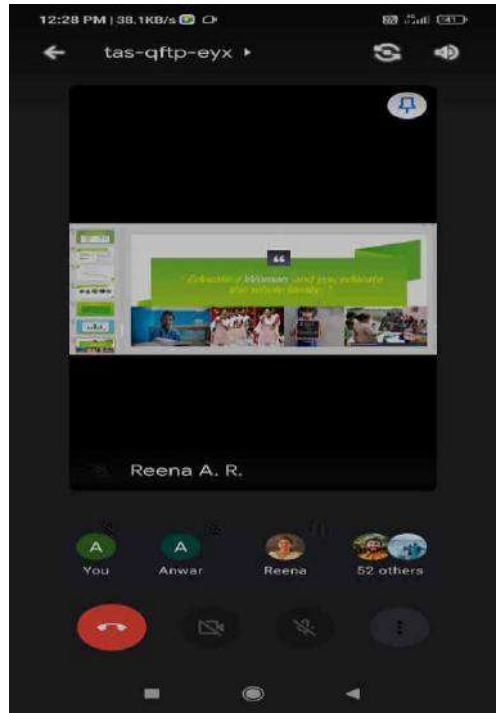 12:28 PM | 38.1KB/s
41
tas-qftp-eyx
“
"Educate a Woman and you educate
the whole family."
Reena A. R.
A
A
You
Anwar
Reena
52 others